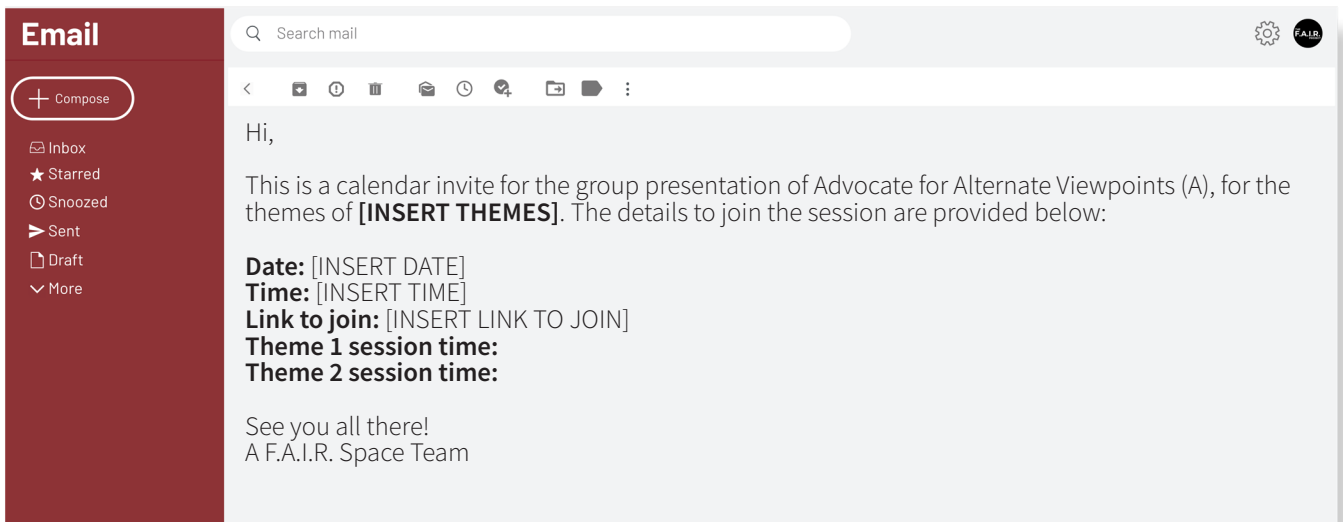 Email
Search mail
F.A.I.R.
Compose
Inbox
Starred
Snoozed
Sent
Draft
More
Hi,
This is a calendar invite for the group presentation of Advocate for Alternate Viewpoints (A), for the
themes of [INSERT THEMES]. The details to join the session are provided below:
Date: [INSERT DATE]
Time: [INSERT TIME]
Link to join: [INSERT LINK TO JOIN]
Theme 1 session time:
Theme 2 session time:
See you all there!
A F.A.I.R. Space Team